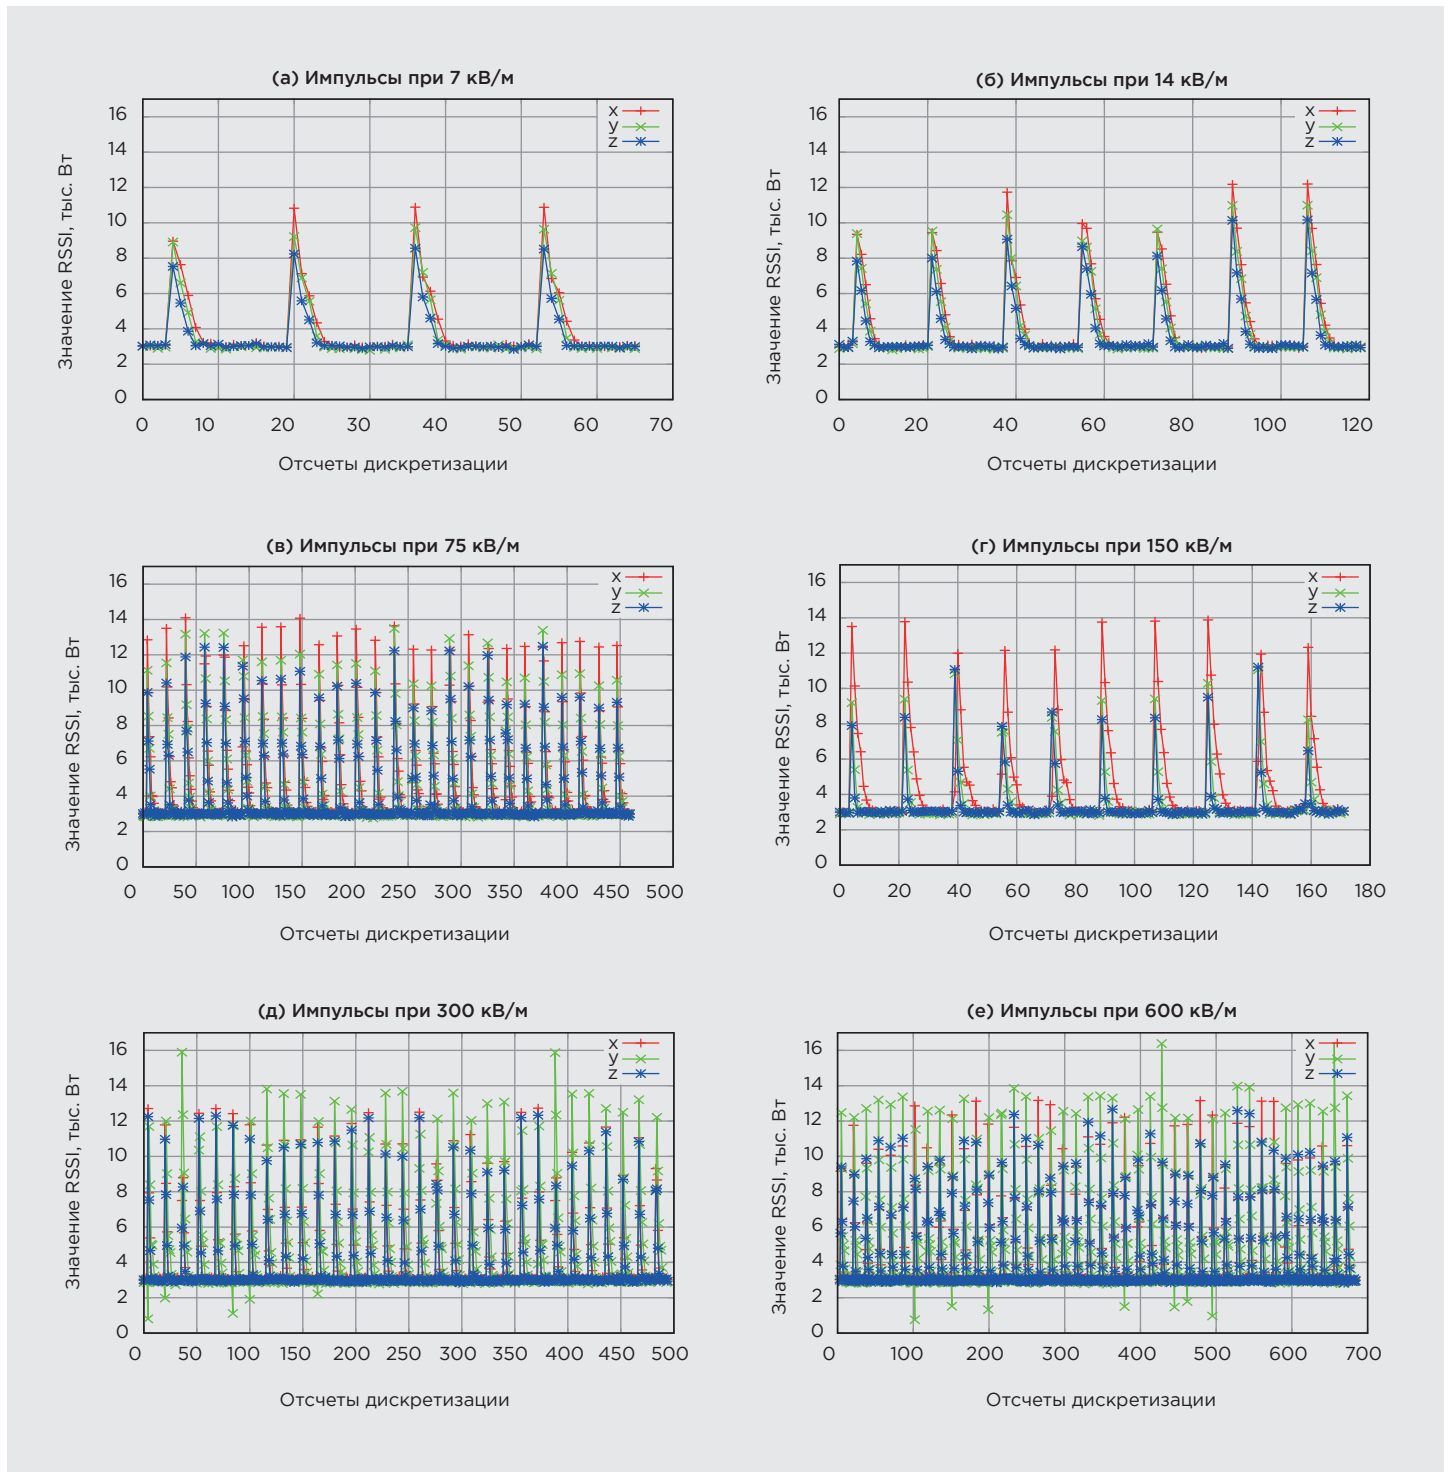 (а) Импульсы при 7 кВ/м
Значение RSSI, тыс. Вт
16
14
12
10
8
6
4
2
0
x
y
z
0 10 20 30 40 50 60 70
Отсчеты дискретизации
(б) Импульсы при 14 кВ/м
Значение RSSI, тыс. Вт
16
14
12
10
8
6
4
2
0
x
y
z
0 20 40 60 80 100 120
Отсчеты дискретизации
(в) Импульсы при 75 кВ/м
Значение RSSI, тыс. Вт
16
14
12
10
8
6
4
2
0
x
y
z
0 50 100 150 200 250 300 350 400 450 500
Отсчеты дискретизации
(г) Импульсы при 150 кВ/м
Значение RSSI, тыс. Вт
16
14
12
10
8
6
4
2
0
x
y
z
0 20 40 60 80 100 120 140 160 180
Отсчеты дискретизации
(д) Импульсы при 300 кВ/м
Значение RSSI, тыс. Вт
16
14
12
10
8
6
4
2
0
x
y
z
0 50 100 150 200 250 300 350 400 450 500
Отсчеты дискретизации
(е) Импульсы при 600 кВ/м
Значение RSSI, тыс. Вт
16
14
12
10
8
6
4
2
0
x
y
z
0 100 200 300 400 500 600 700
Отсчеты дискретизации